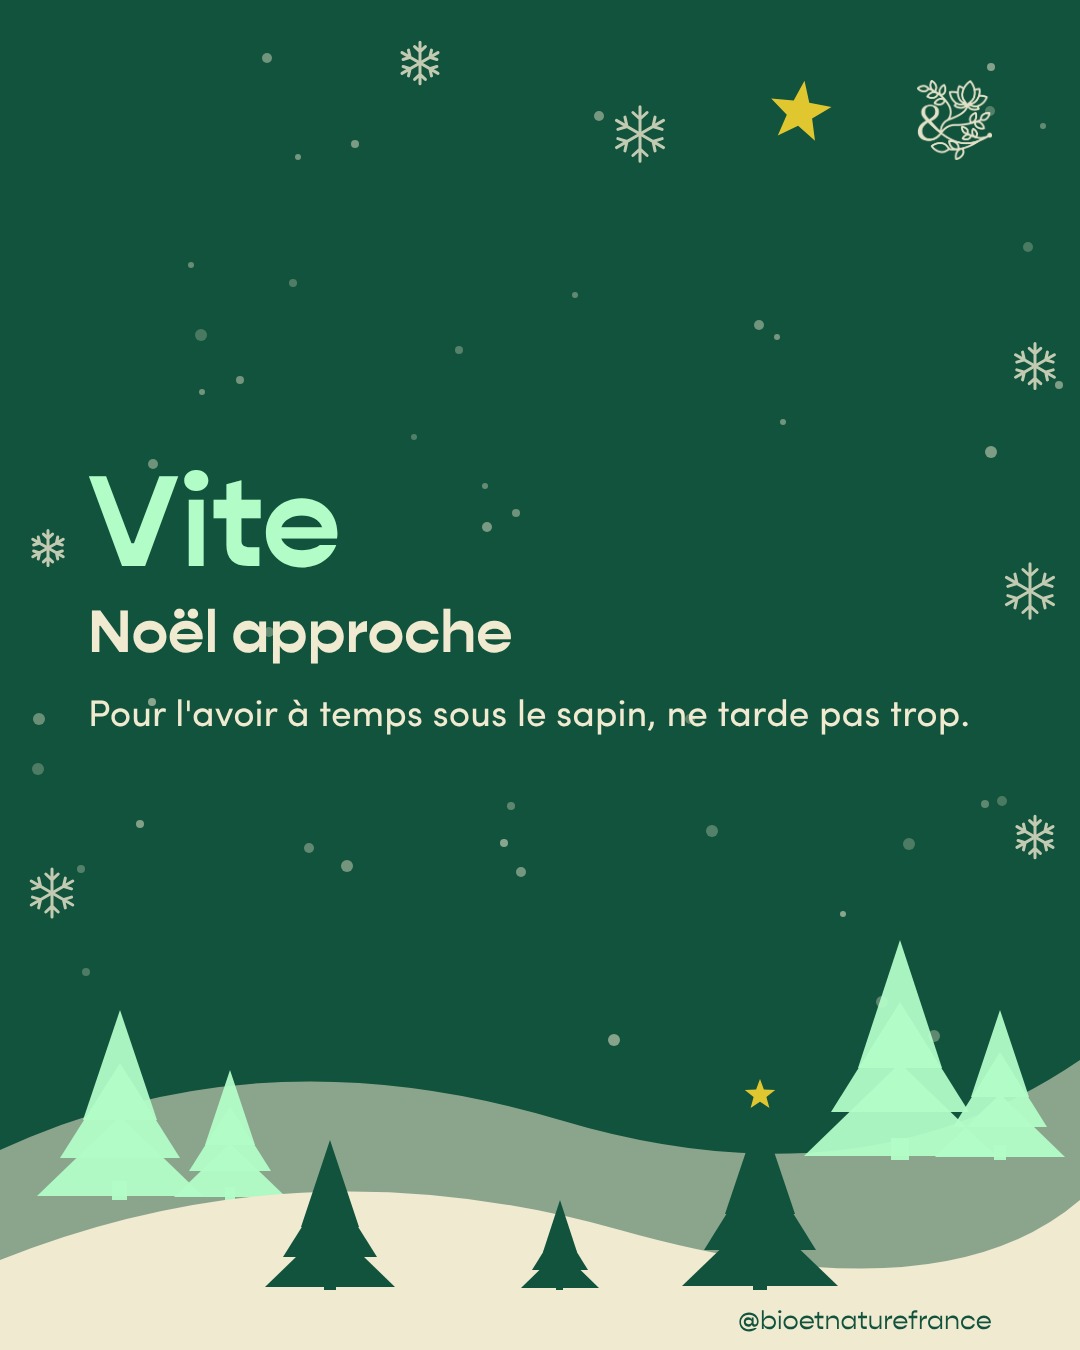 &
Vite
Noël approche
Pour l'avoir à temps sous le sapin, ne tarde pas trop.
@bioetnaturefrance